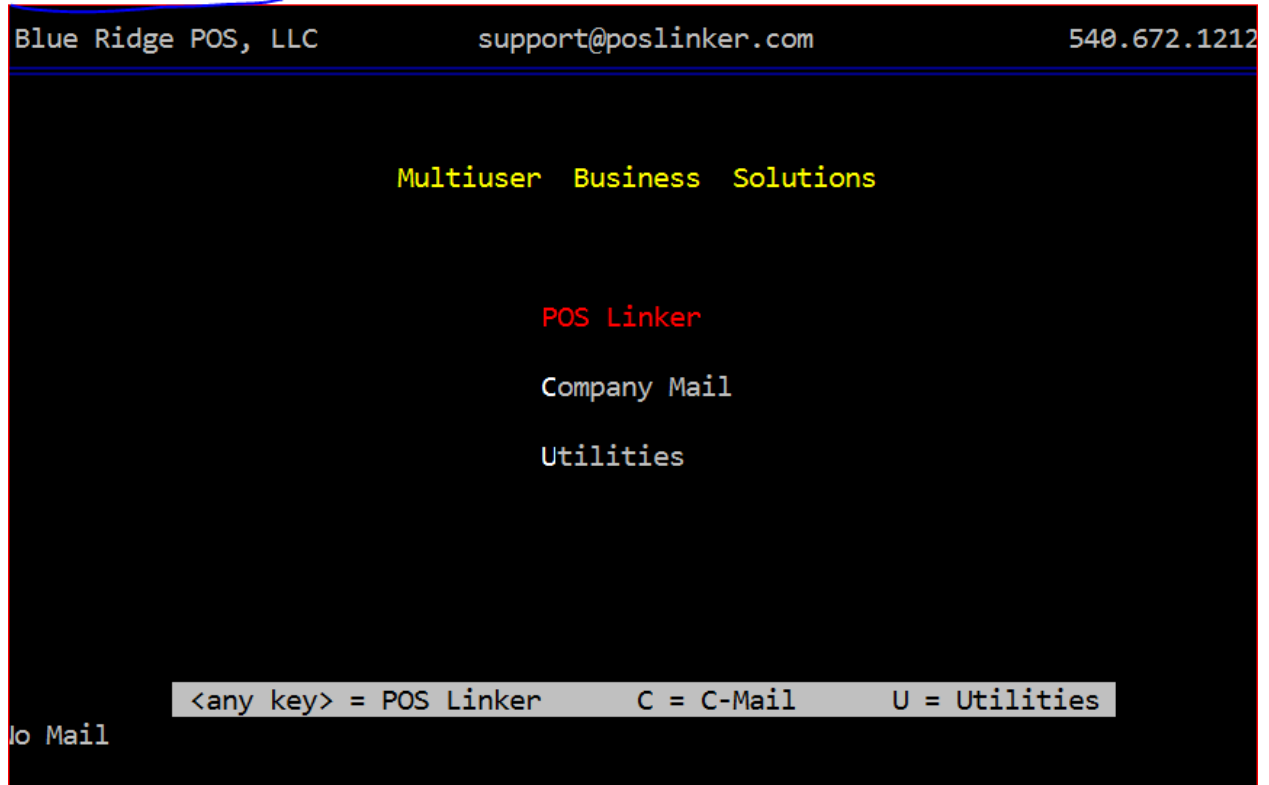 Blue Ridge POS, LLC support@poslinker.com 540.672.1212
Multiuser Business Solutions
POS Linker
Company Mail
Utilities
<any key> = POS Linker C = C-Mail U = Utilities
No Mail